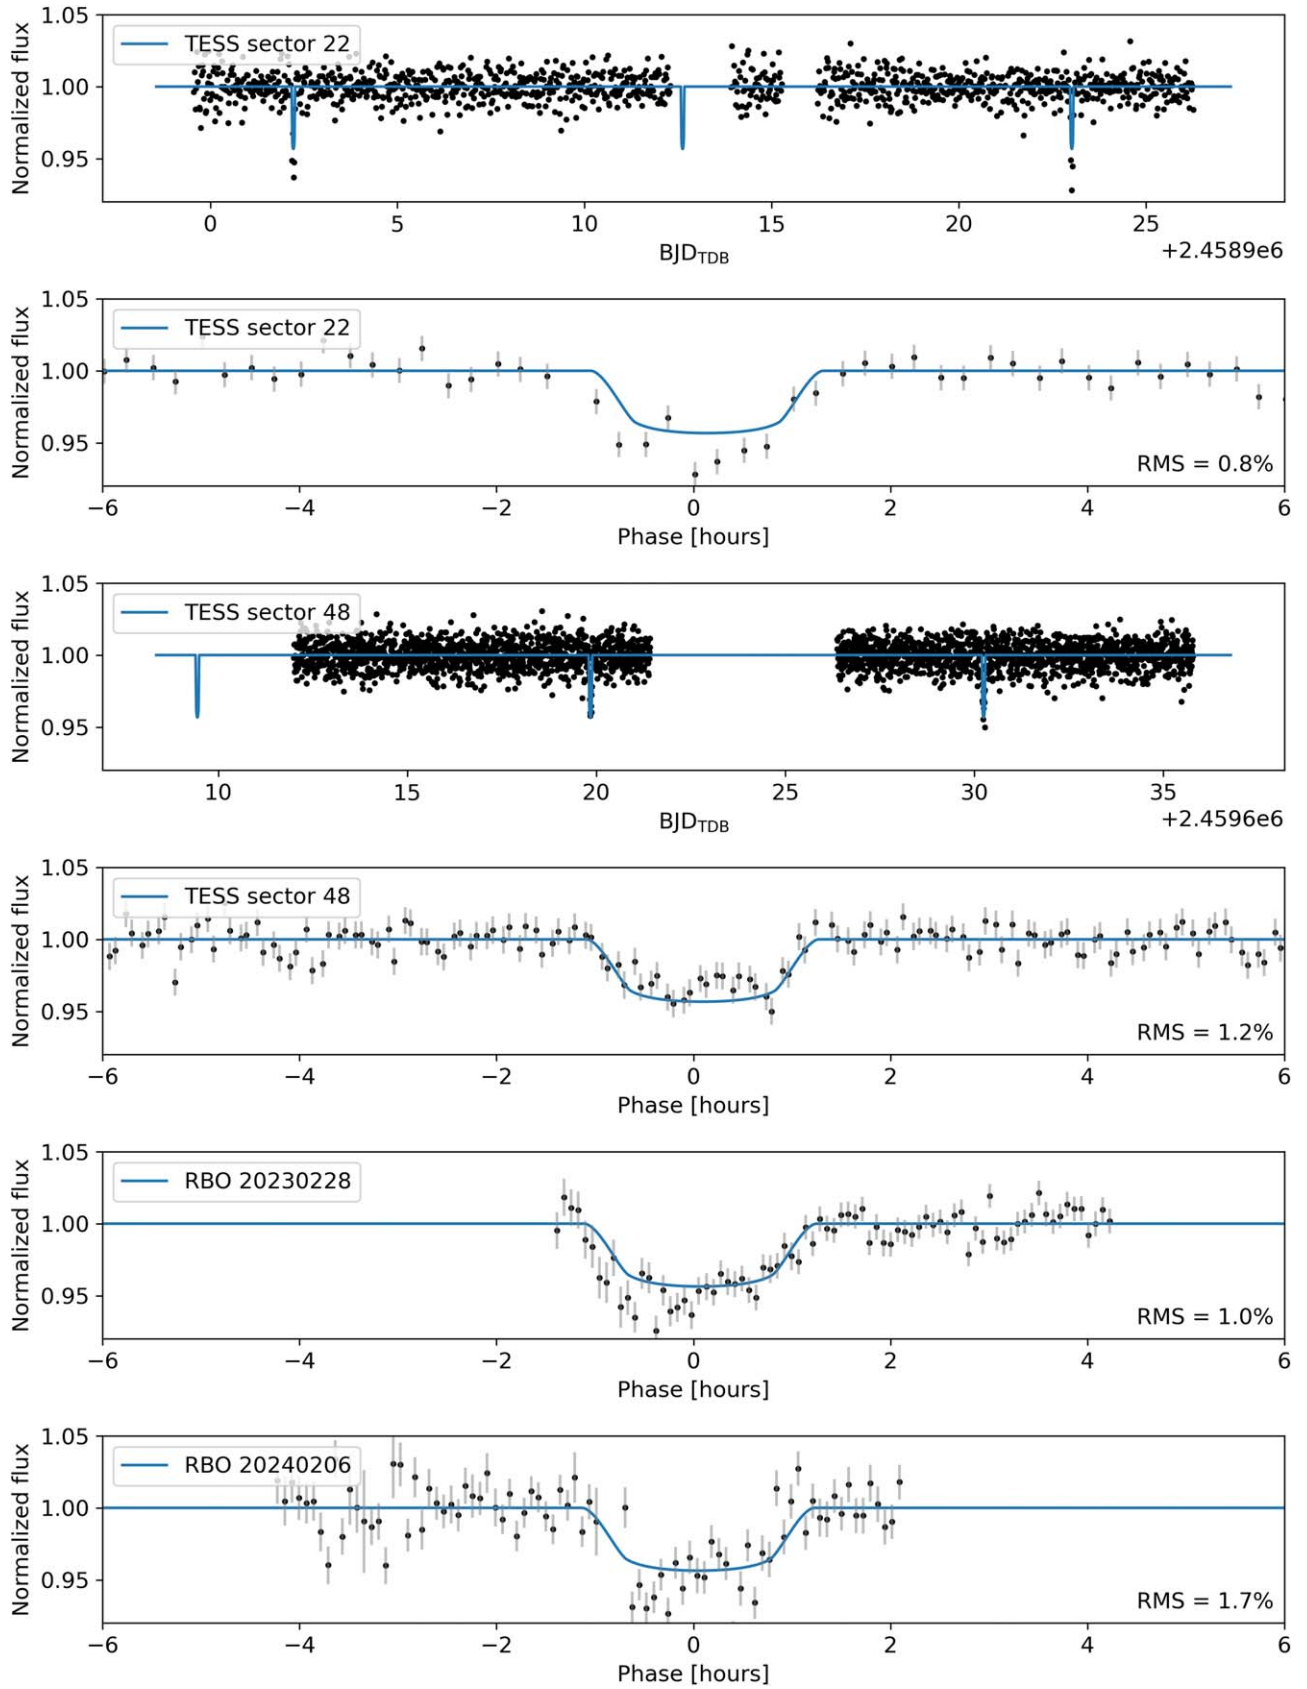 1.05
TESS sector 22
1.00
0.95
Normalized flux
0 5 10 15 20 25
BJDTDB
+2.4589e6
1.05
TESS sector 22
1.00
0.95
Normalized flux
RMS = 0.8%
−6 −4 −2 0 2 4 6
Phase [hours]
1.05
TESS sector 48
1.00
0.95
Normalized flux
10 15 20 25 30 35
BJDTDB
+2.4596e6
1.05
TESS sector 48
1.00
0.95
Normalized flux
RMS = 1.2%
−6 −4 −2 0 2 4 6
Phase [hours]
1.05
RBO 20230228
1.00
0.95
Normalized flux
RMS = 1.0%
−6 −4 −2 0 2 4 6
Phase [hours]
1.05
RBO 20240206
1.00
0.95
Normalized flux
RMS = 1.7%
−6 −4 −2 0 2 4 6
Phase [hours]